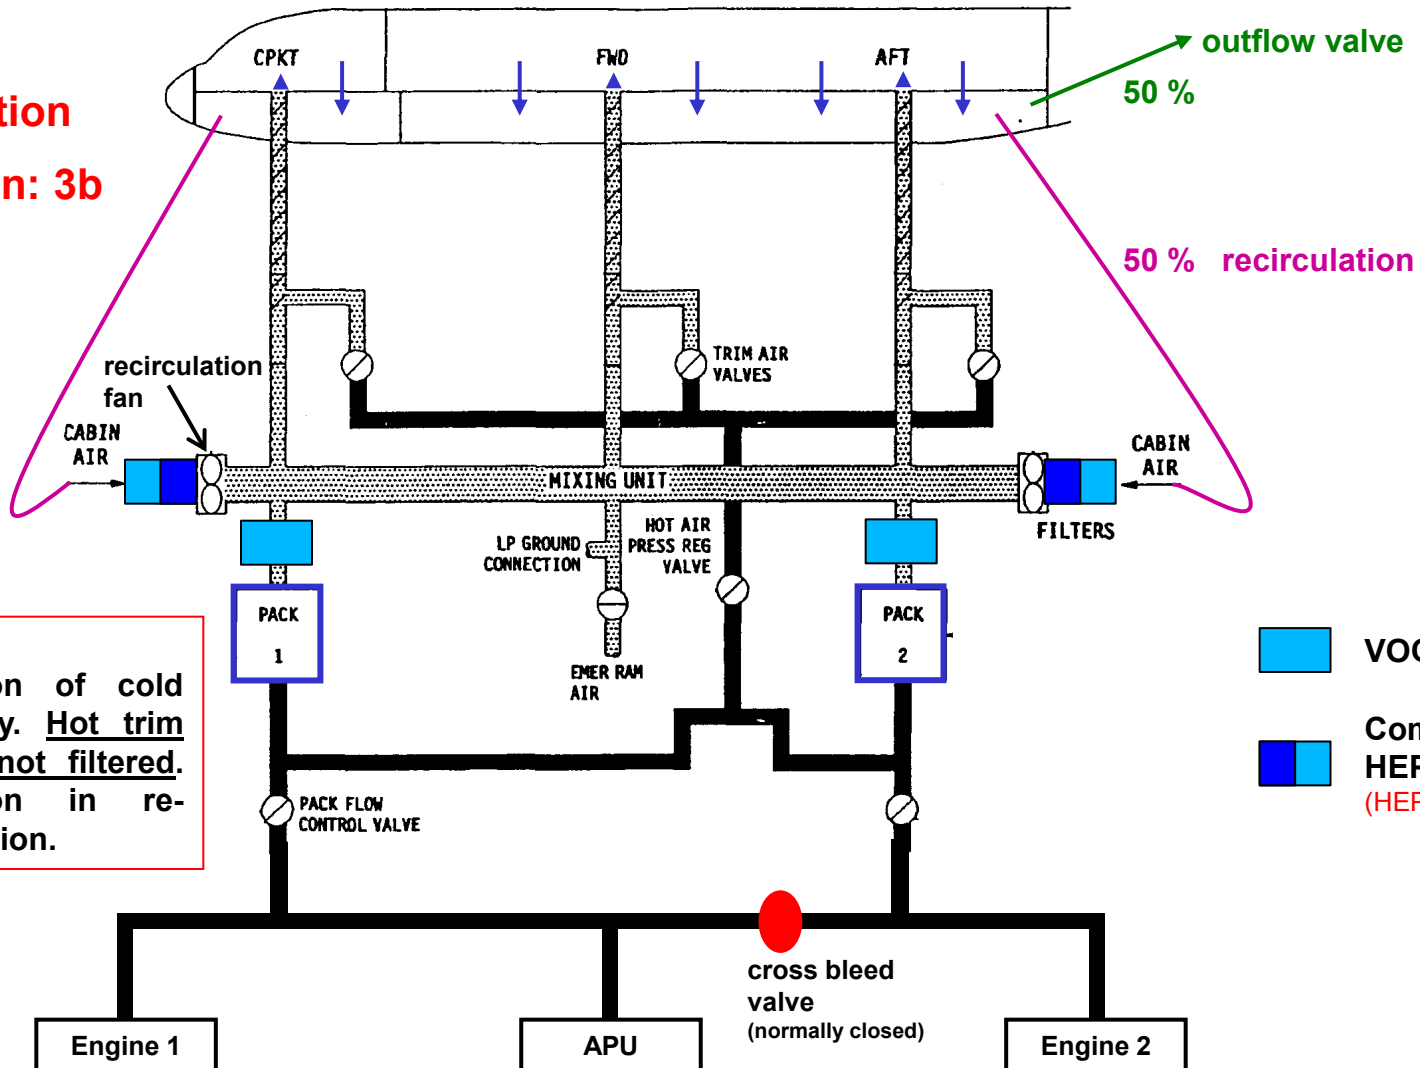 CPKT
FWD
AFT
outflow valve
50 %
n: 3b
50 % recirculation
TRIM AIR
VALVES
recirculation
fan
CABIN
AIR
CABIN
AIR
MIXING UNIT
FILTERS
LP GROUND
CONNECTION
HOT AIR
PRESS REG
VALVE
PACK
1
PACK
2
EMER RAM
AIR
on of cold
y. Hot trim
not filtered.
on in re-
ion.
VOC
Con
HEP
(HEP
PACK FLOW
CONTROL VALVE
cross bleed
valve
(normally closed)
Engine 1
APU
Engine 2